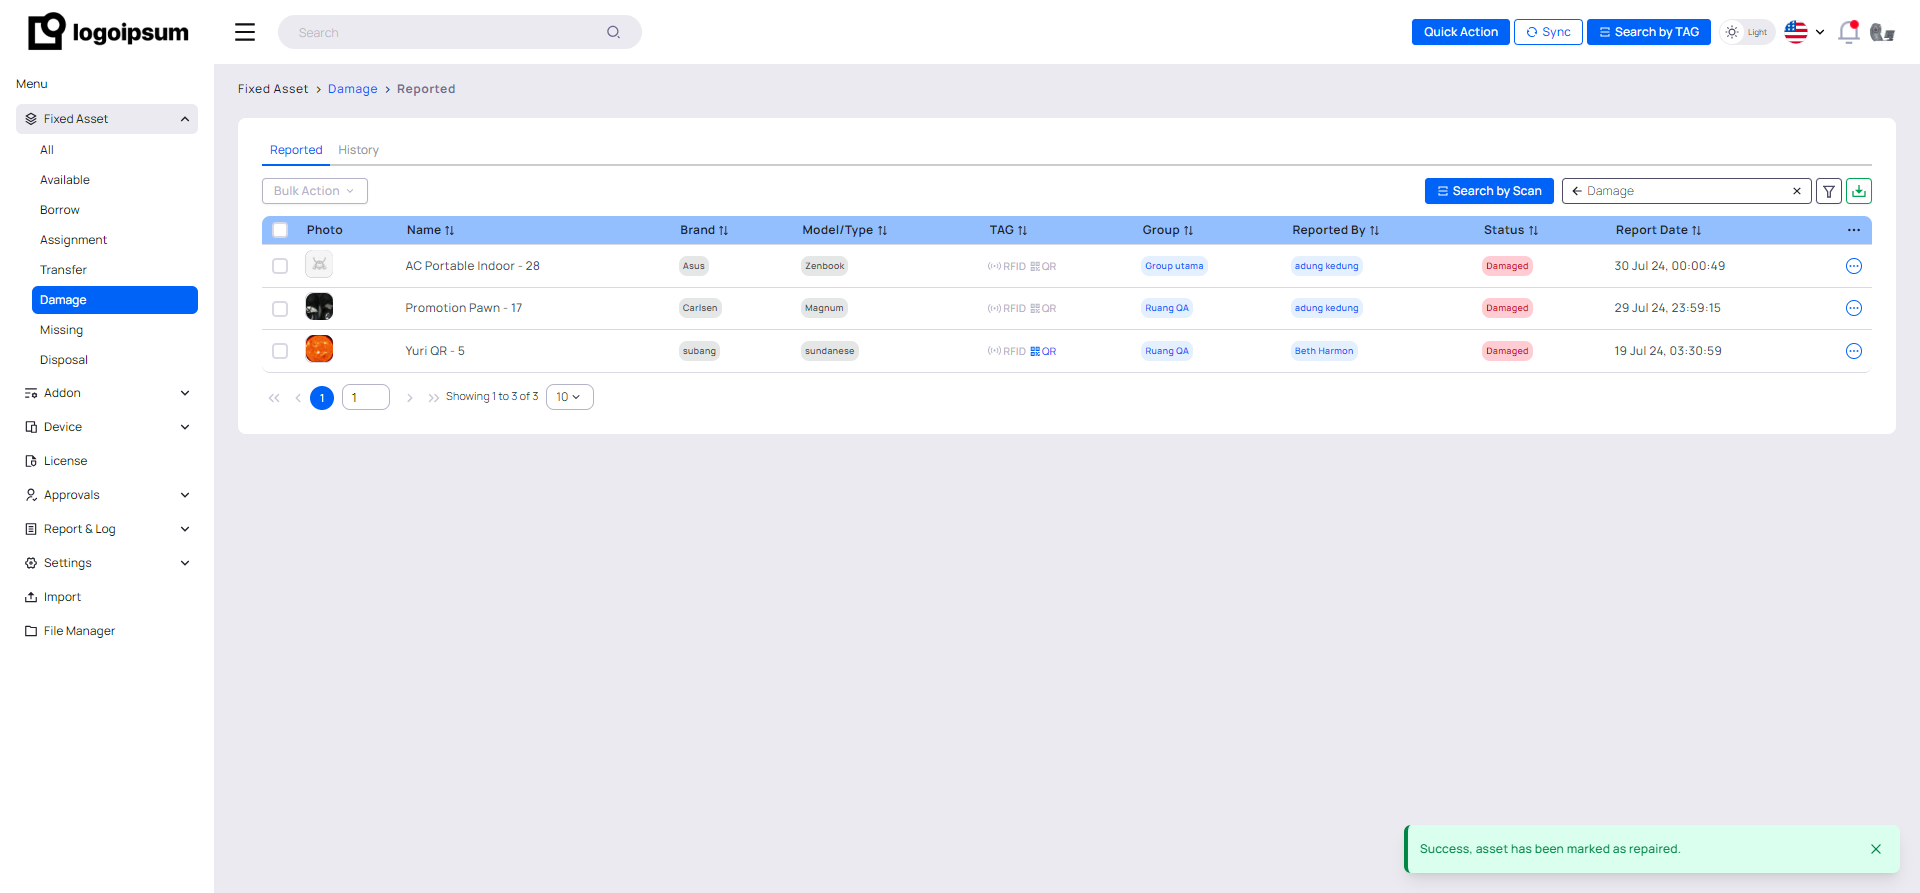 logoipsum
Search
Quick Action
Sync
Search by TAG
Light
Menu
Fixed Asset
All
Available
Borrow
Assignment
Transfer
Damage
Missing
Disposal
Addon
Device
License
Approvals
Report & Log
Settings
Import
File Manager
Fixed Asset > Damage > Reported
Reported History
Bulk Action
Search by Scan
Damage
Photo Name Brand Model/Type TAG Group Reported By Status Report Date
AC Portable Indoor - 28 Asus Zenbook RFID QR Group utama adung kedung Damaged 30 Jul 24, 00:00:49
Promotion Pawn - 17 Carlsen Magnum RFID QR Ruang QA adung kedung Damaged 29 Jul 24, 23:59:15
Yuri QR - 5 subang sundanese RFID QR Ruang QA Beth Harmon Damaged 19 Jul 24, 03:30:59
1 1 Showing 1 to 3 of 3 10
Success, asset has been marked as repaired.